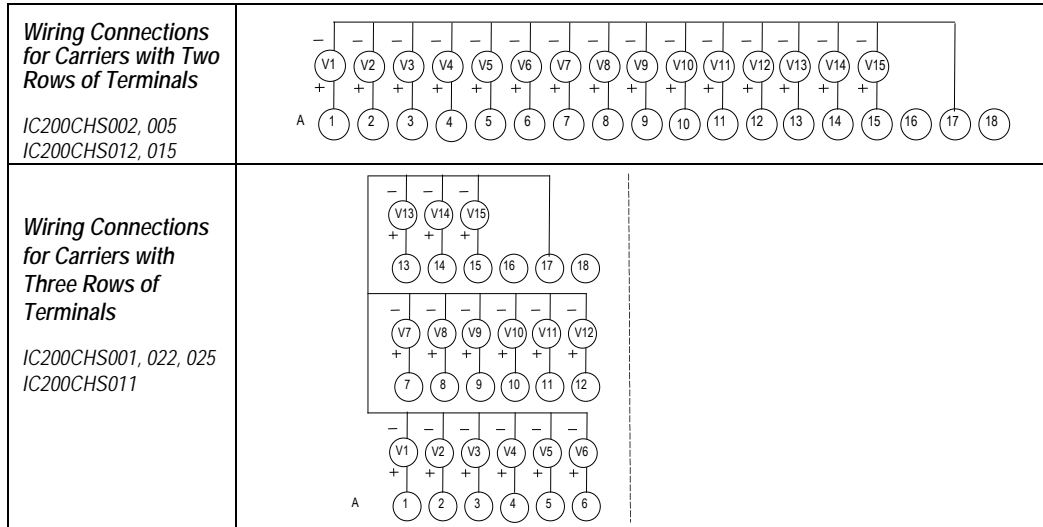 Wiring Connections
for Carriers with Two
Rows of Terminals
IC200CHS002, 005
IC200CHS012, 015
– – – – – – – – – – – – – – –
V1 V2 V3 V4 V5 V6 V7 V8 V9 V10 V11 V12 V13 V14 V15
+ + + + + + + + + + + + + + +
A 1 2 3 4 5 6 7 8 9 10 11 12 13 14 15 16 17 18
Wiring Connections
for Carriers with
Three Rows of
Terminals
IC200CHS001, 022, 025
IC200CHS011
– – –
V13 V14 V15
+ + +
13 14 15 16 17 18
– – – – – –
V7 V8 V9 V10 V11 V12
+ + + + + +
7 8 9 10 11 12
– – – – – –
V1 V2 V3 V4 V5 V6
+ + + + + +
A 1 2 3 4 5 6